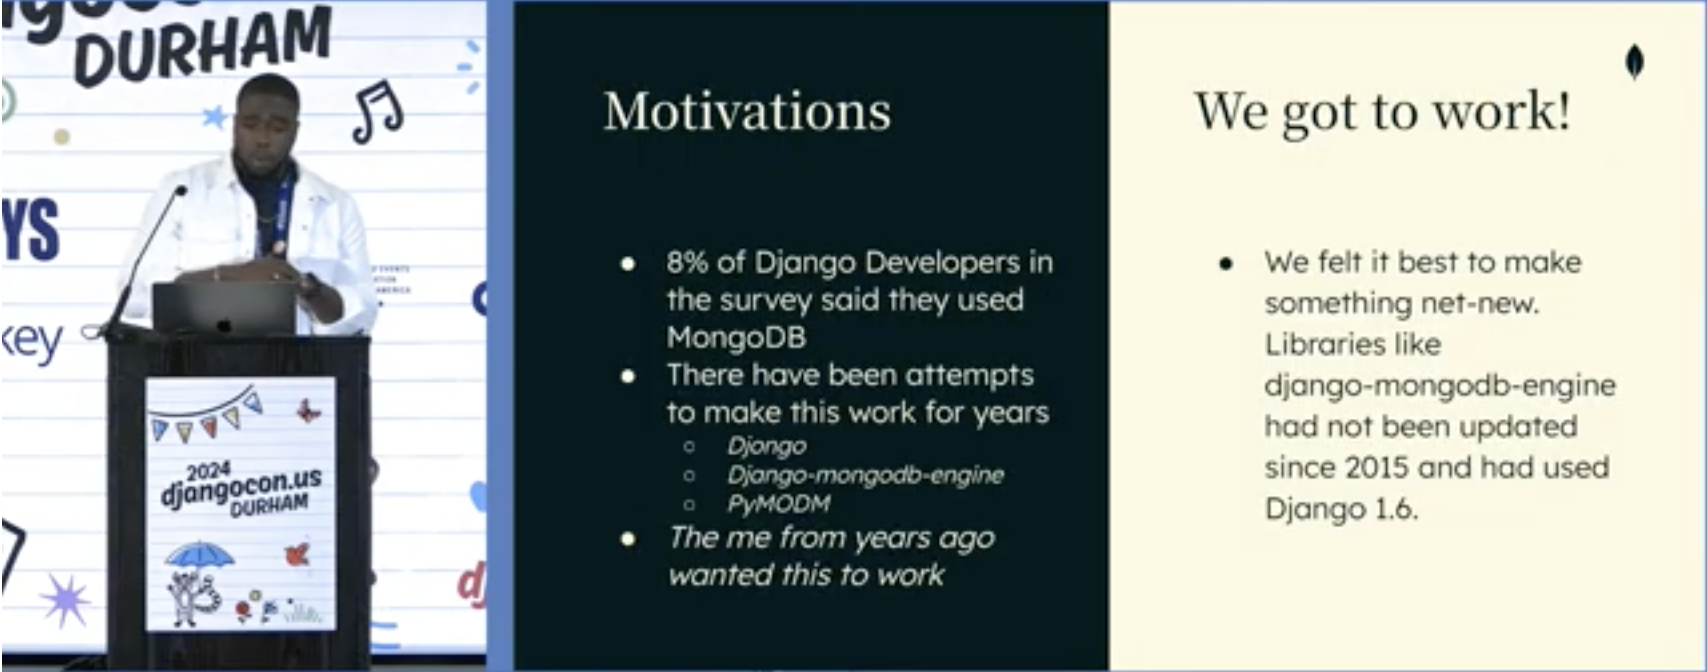 DURHAM
YS
key
2024
djangocon.us
DURHAM
Motivations
● 8% of Django Developers in
the survey said they used
MongoDB
● There have been attempts
to make this work for years
○ Djongo
○ Django-mongodb-engine
○ PyMODM
● The me from years ago
wanted this to work
We got to work!
● We felt it best to make
something net-new.
Libraries like
django-mongodb-engine
had not been updated
since 2015 and had used
Django 1.6.